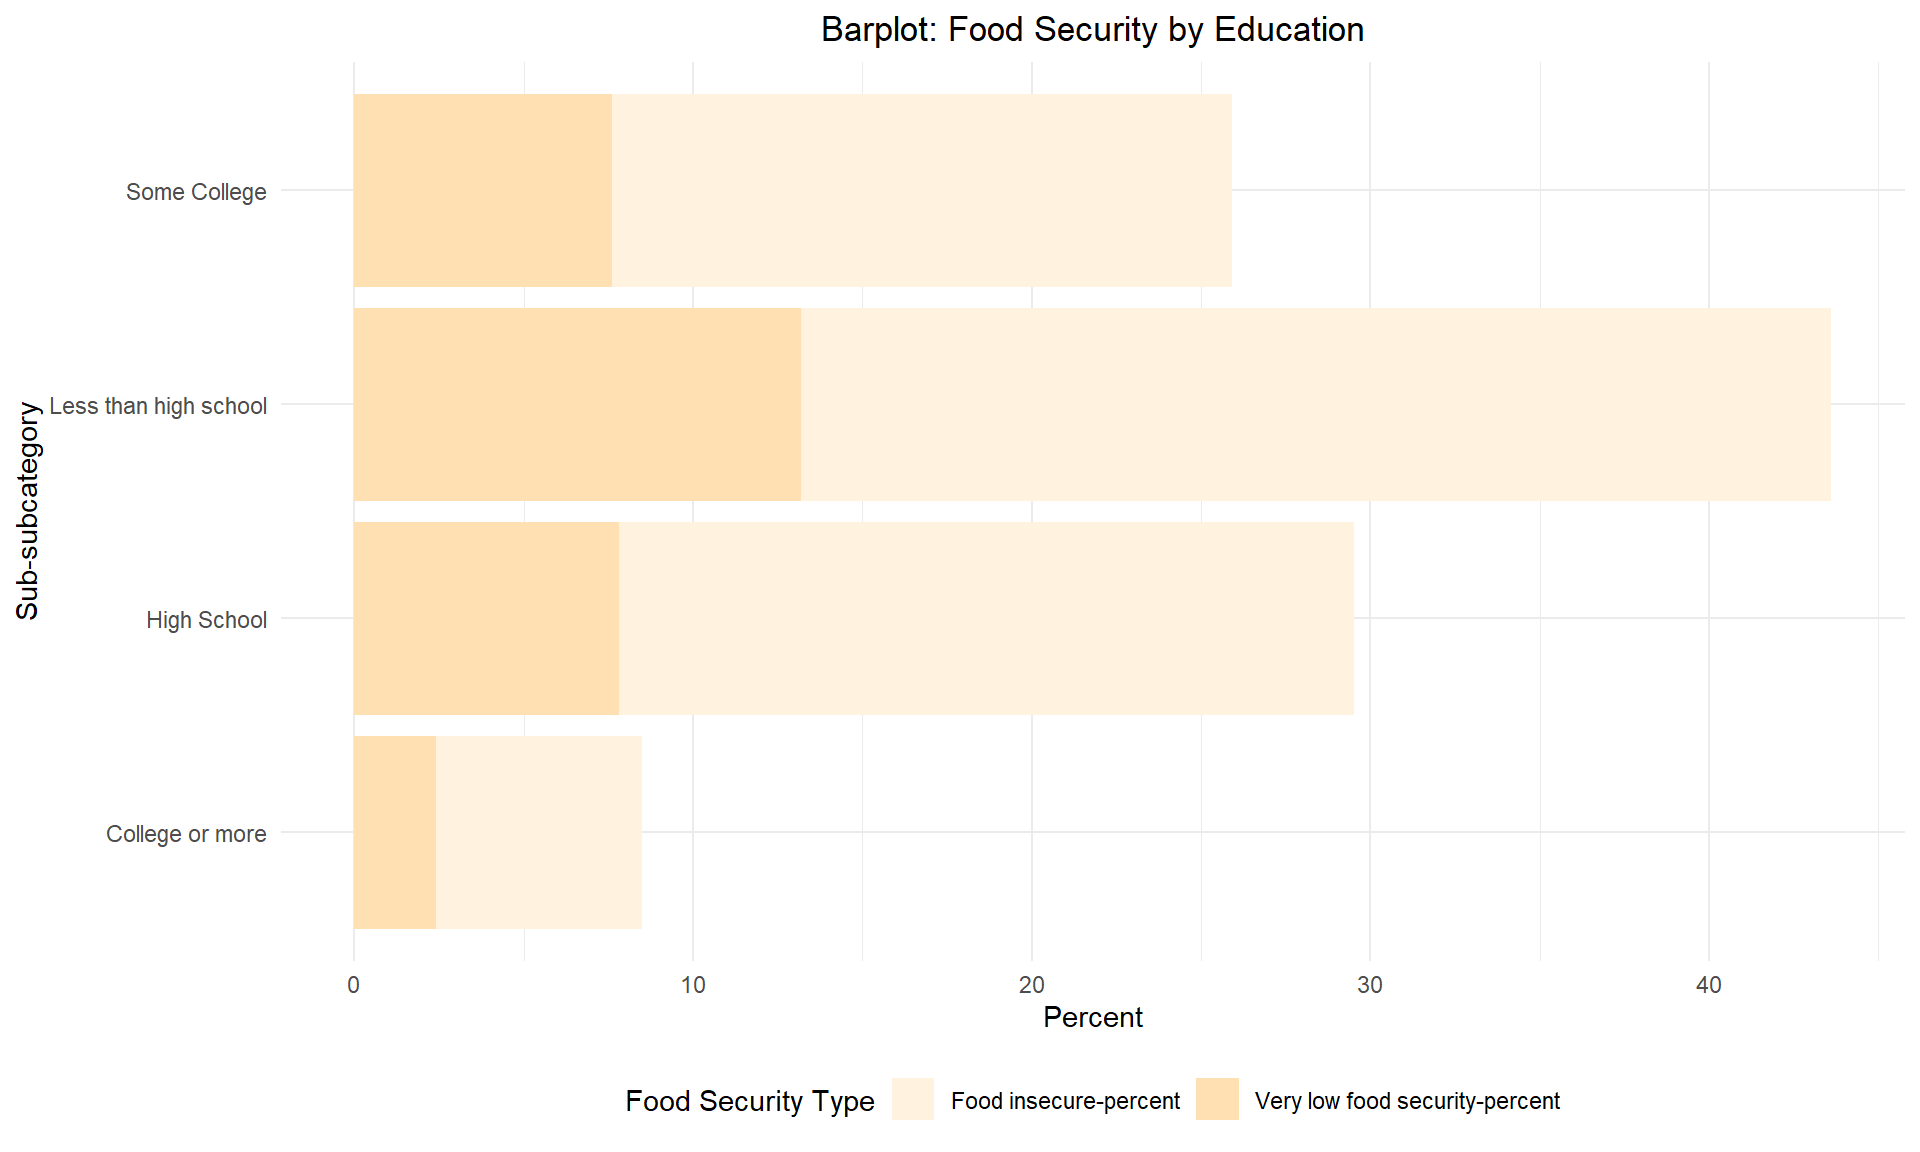 Barplot: Food Security by Education
Sub-subcategory
Some College
Less than high school
High School
College or more
0 10 20 30 40
Percent
Food Security Type Food insecure-percent Very low food security-percent